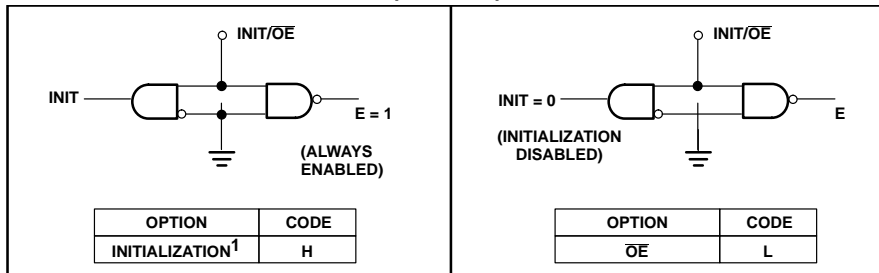 INIT/OE
INIT
E = 1
(ALWAYS
ENABLED)
OPTION CODE
INITIALIZATION1 H
INIT/OE
INIT = 0
E
(INITIALIZATION
DISABLED)
OPTION CODE
OE L